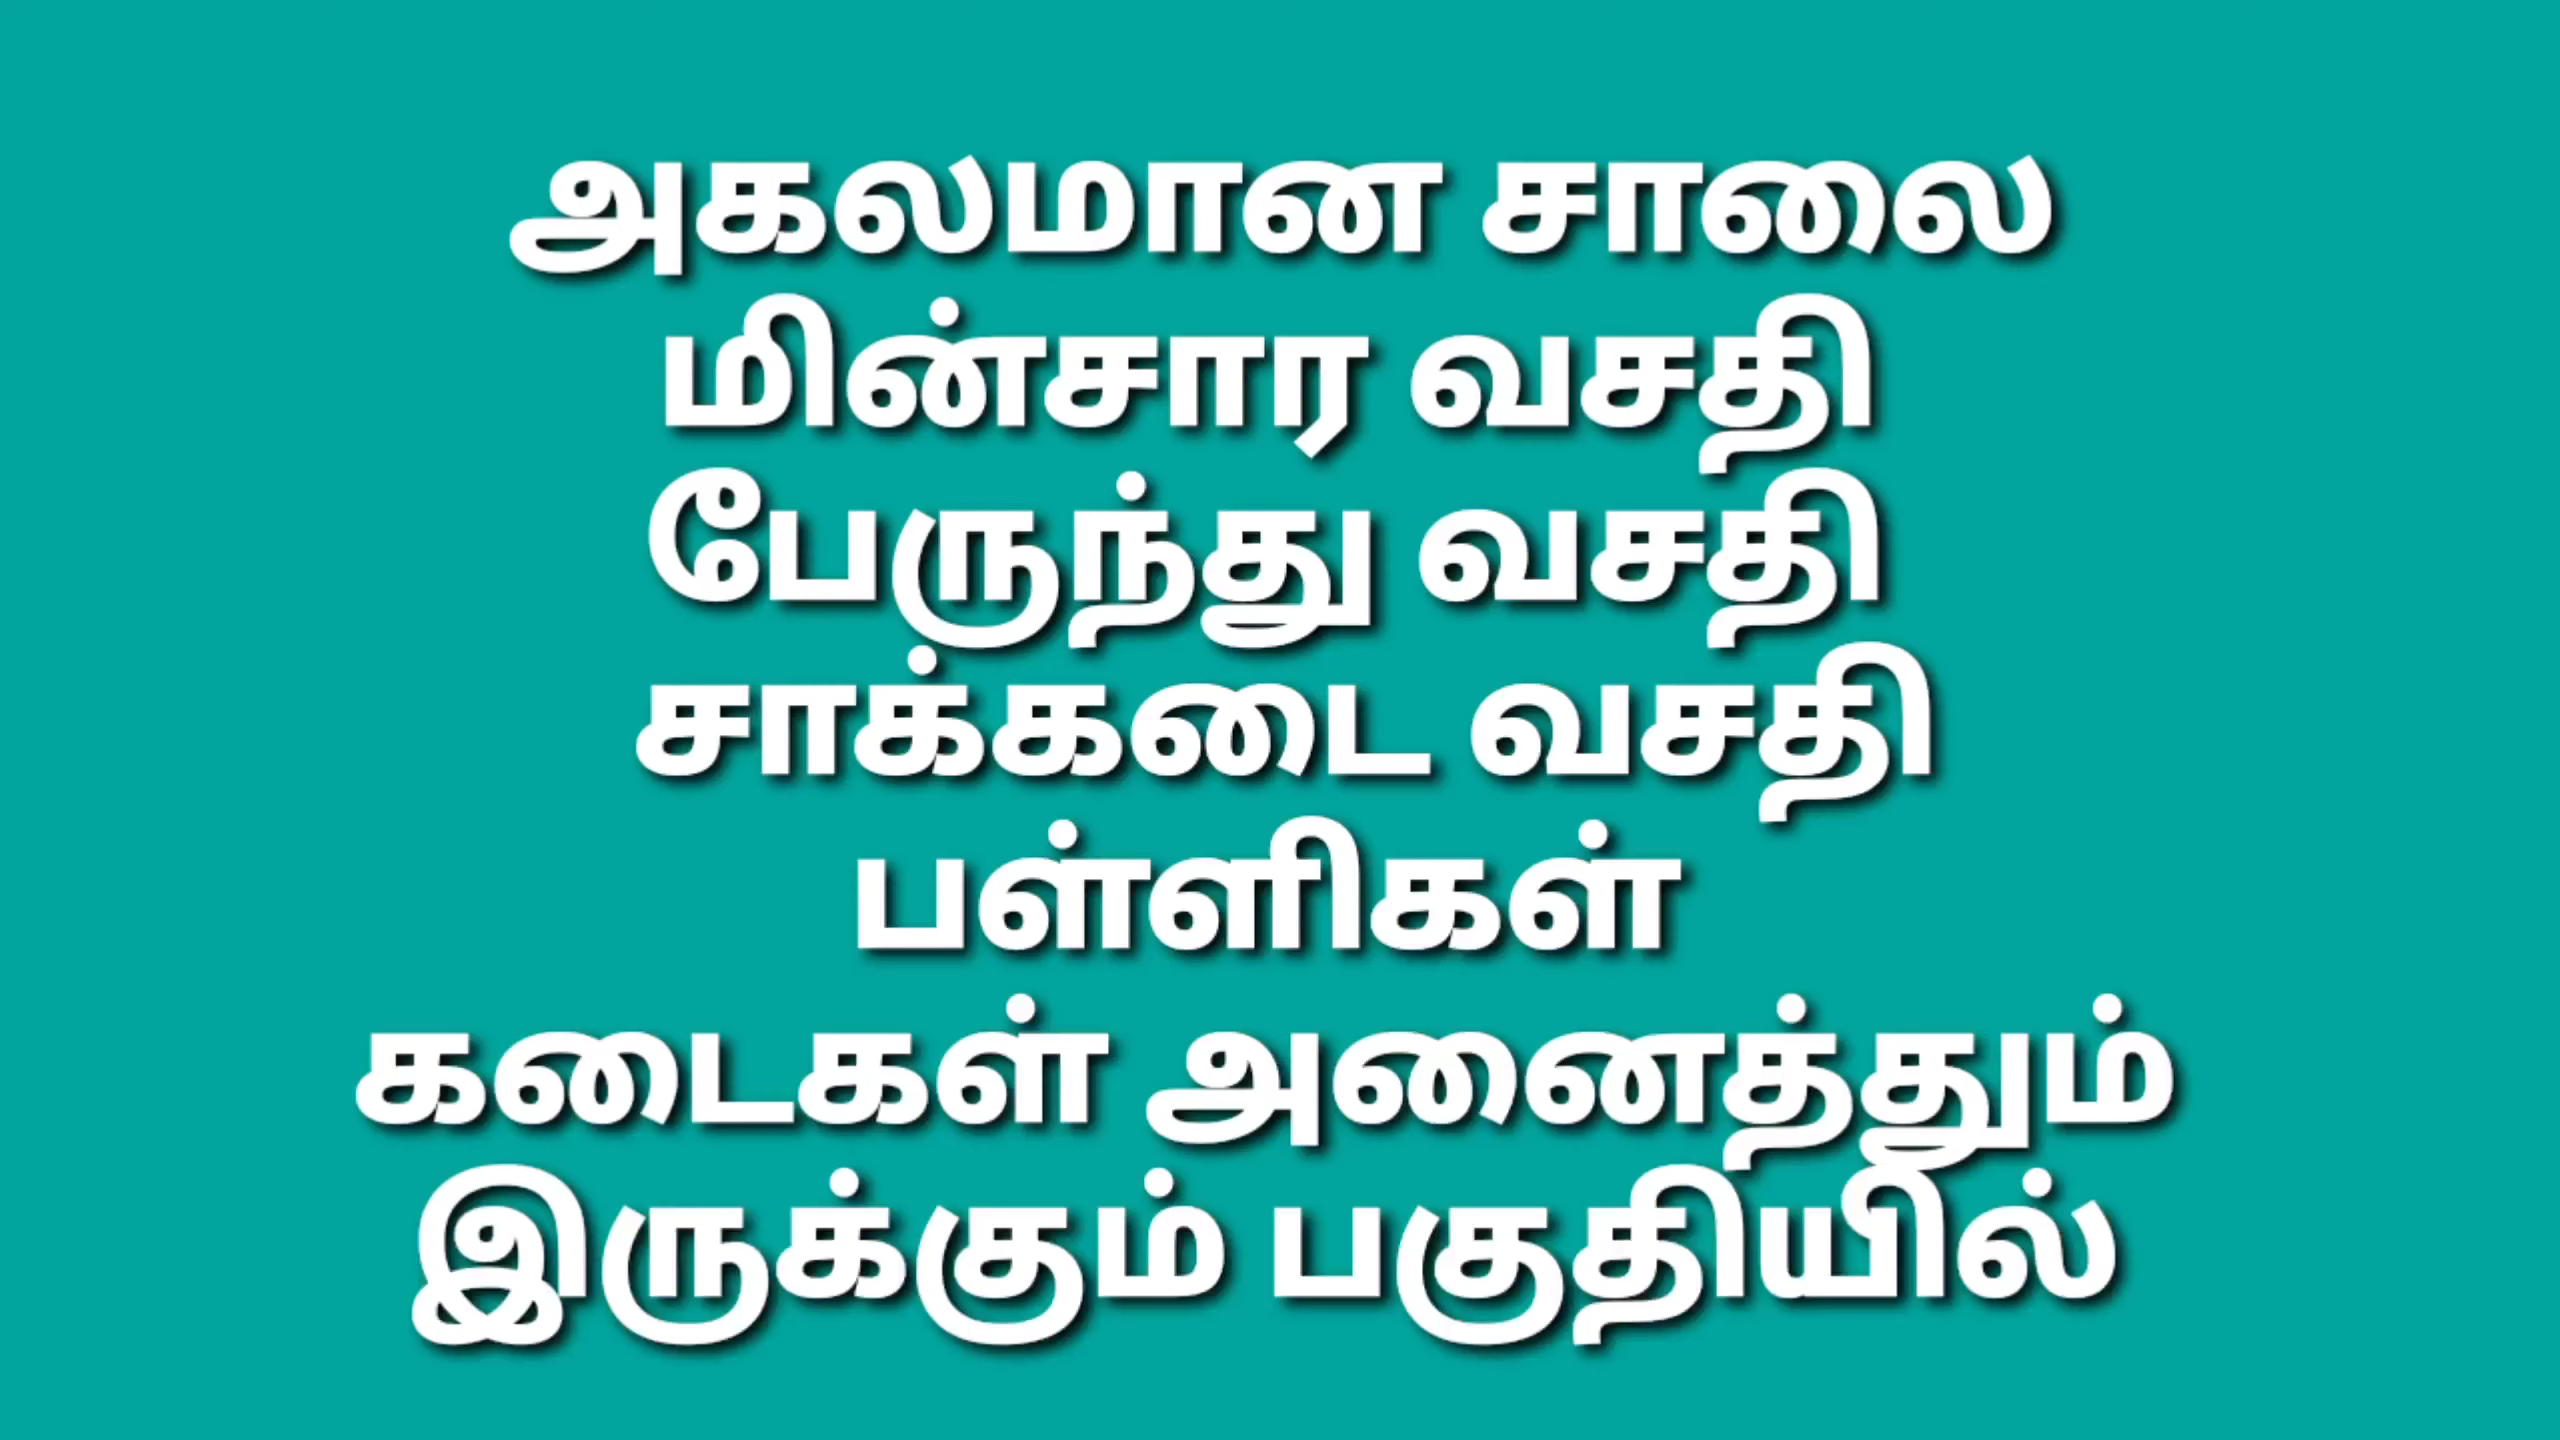 அகலமான சாலை
மின்சார வசதி
பேருந்து வசதி
சாக்கடை வசதி
பள்ளிகள்
கடைகள் அனைத்தும்
இருக்கும் பகுதியில்